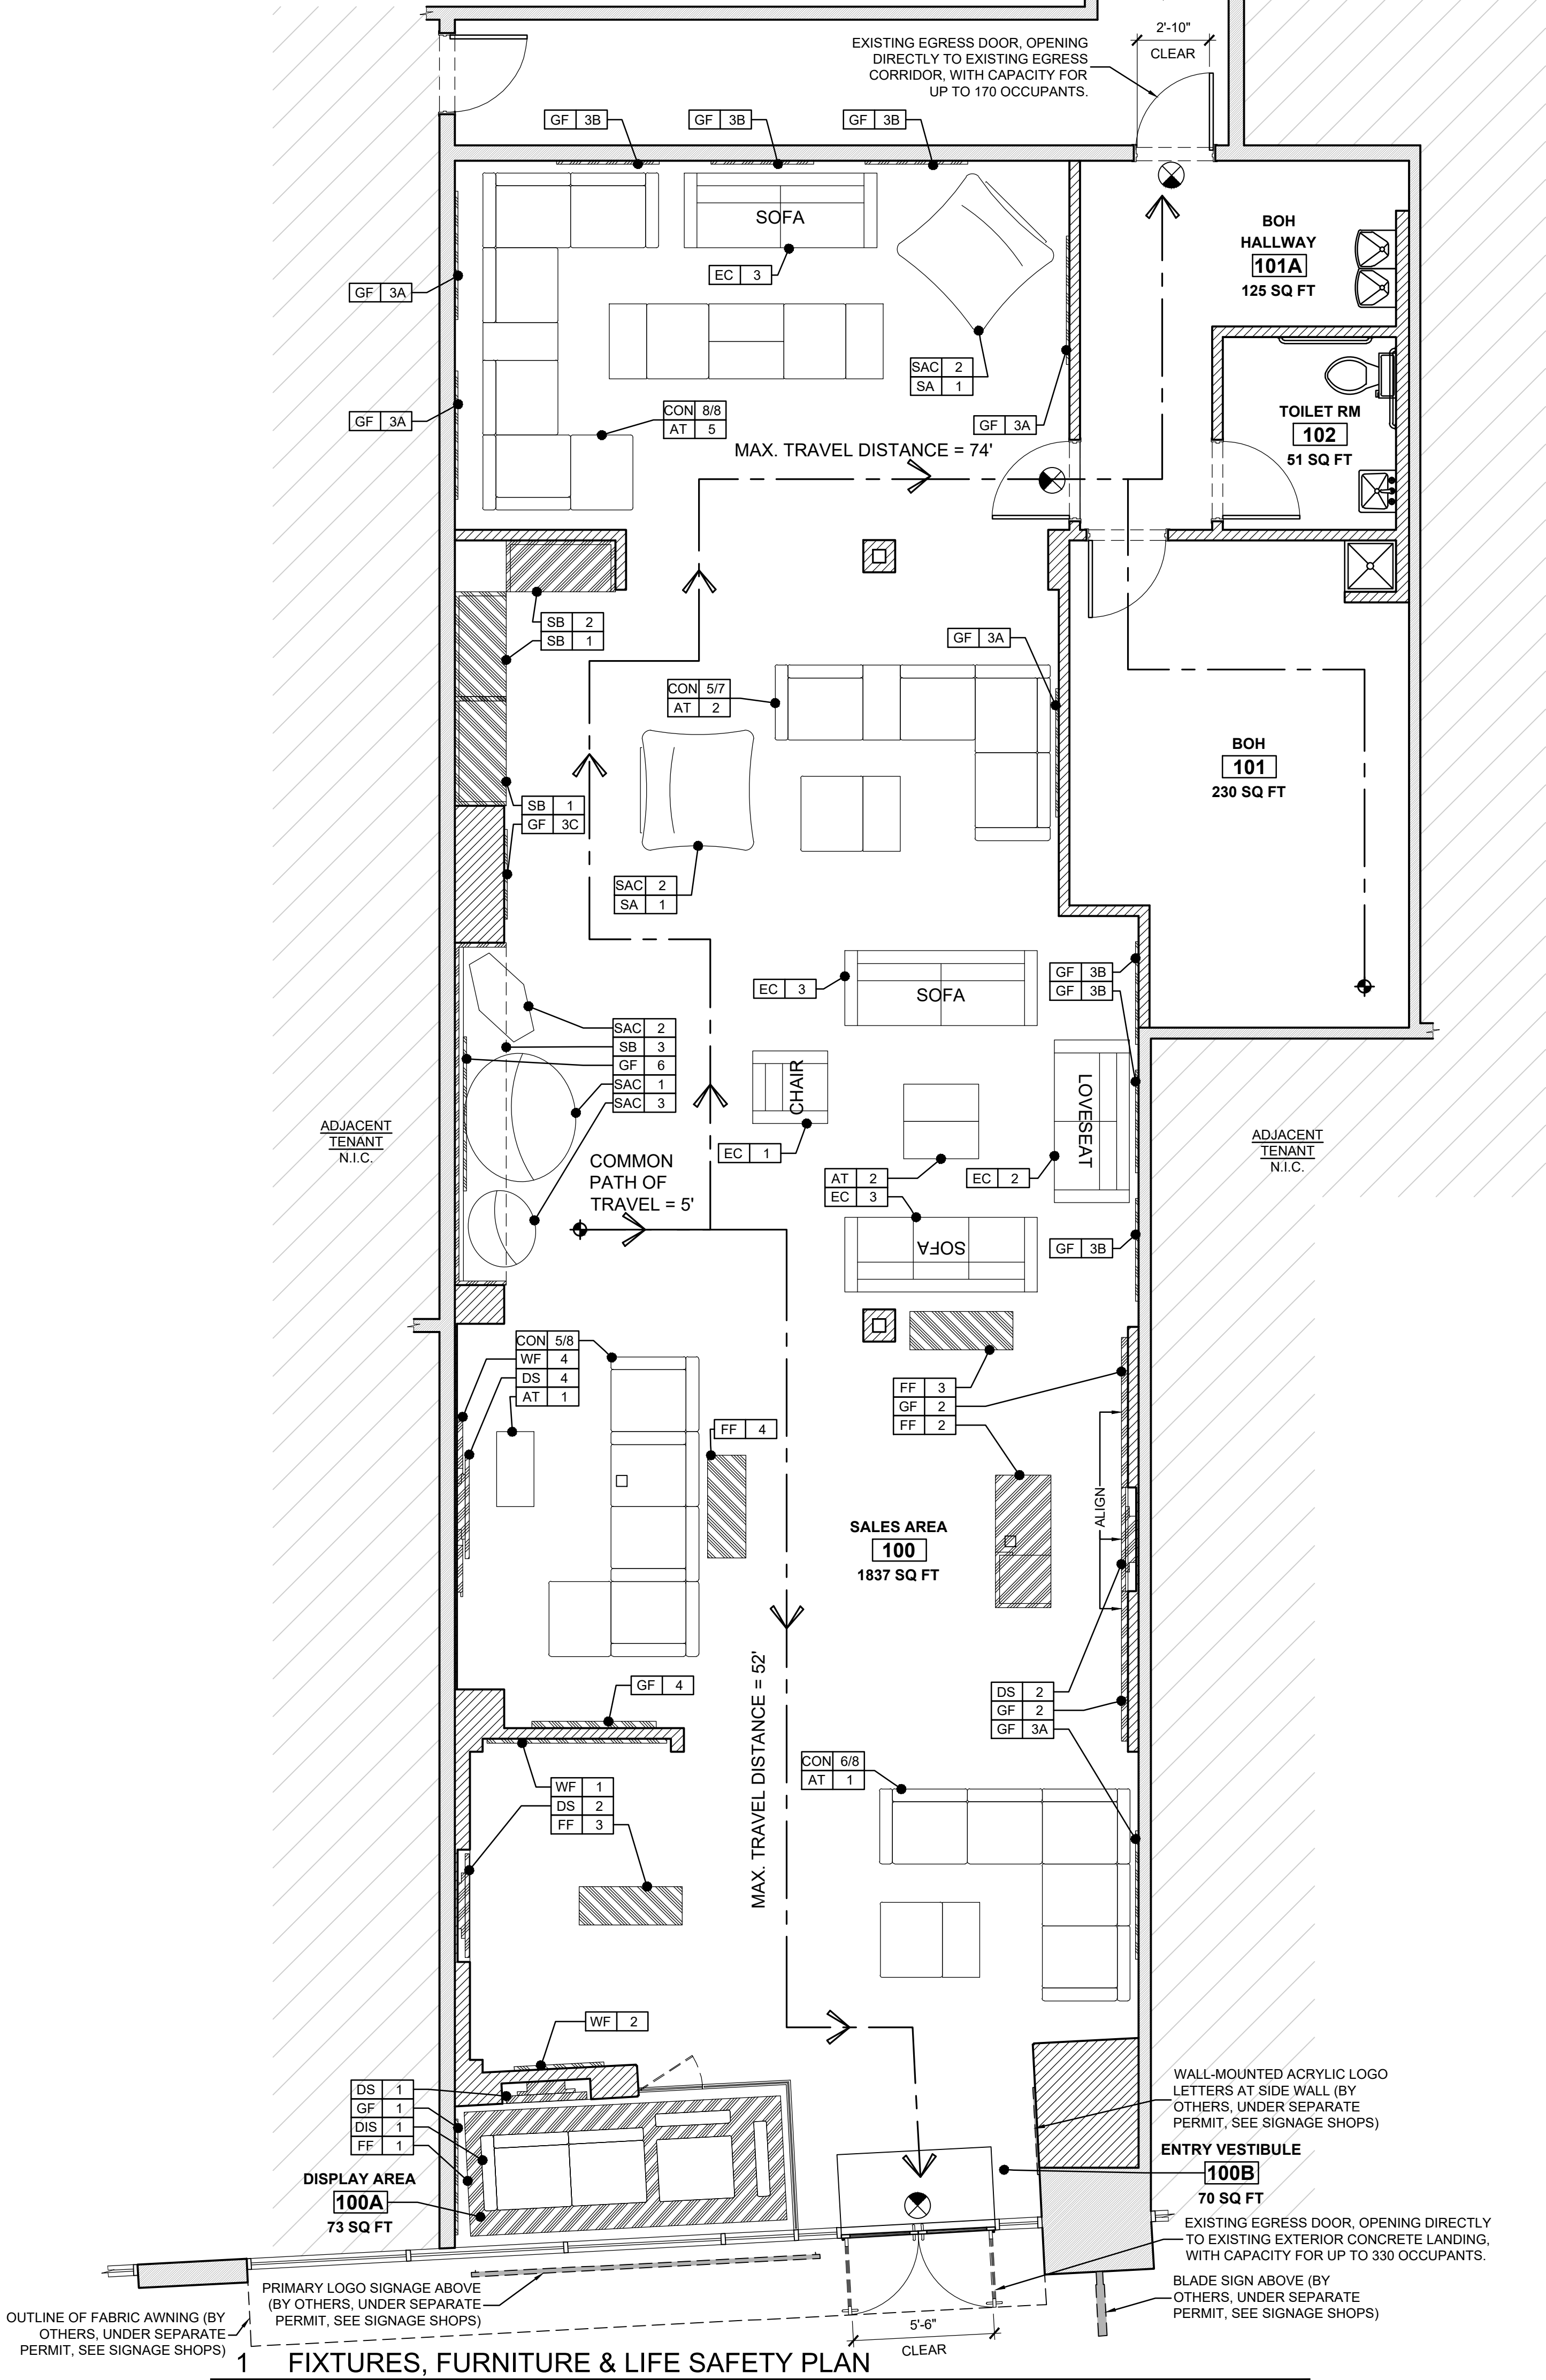 2'-10"
CLEAR
EXISTING EGRESS DOOR, OPENING
DIRECTLY TO EXISTING EGRESS
CORRIDOR, WITH CAPACITY FOR
UP TO 170 OCCUPANTS.
GF 3B
GF 3B
GF 3B
SOFA
BOH
HALLWAY
101A
125 SQ FT
EC 3
GF 3A
SAC 2
SA 1
GF 3A
CON 8/8
AT 5
GF 3A
TOILET RM
102
51 SQ FT
MAX. TRAVEL DISTANCE = 74'
SB 2
SB 1
GF 3A
CON 5/7
AT 2
BOH
101
230 SQ FT
SB 1
GF 3C
SAC 2
SA 1
EC 3
SOFA
GF 3B
GF 3B
SAC 2
SB 3
GF 6
SAC 1
SAC 3
CHAIR
LOVESEAT
ADJACENT
TENANT
N.I.C.
ADJACENT
TENANT
N.I.C.
EC 1
COMMON
PATH OF
TRAVEL = 5'
AT 2
EC 3
EC 2
SOFA
GF 3B
CON 5/8
WF 4
DS 4
AT 1
FF 3
GF 2
FF 2
FF 4
ALIGN
SALES AREA
100
1837 SQ FT
GF 4
MAX. TRAVEL DISTANCE = 52'
DS 2
GF 2
GF 3A
CON 6/8
AT 1
WF 1
DS 2
FF 3
WF 2
DS 1
GF 1
DIS 1
FF 1
DISPLAY AREA
100A
73 SQ FT
WALL-MOUNTED ACRYLIC LOGO
LETTERS AT SIDE WALL (BY
OTHERS, UNDER SEPARATE
PERMIT, SEE SIGNAGE SHOPS)
ENTRY VESTIBULE
100B
70 SQ FT
EXISTING EGRESS DOOR, OPENING DIRECTLY
TO EXISTING EXTERIOR CONCRETE LANDING,
WITH CAPACITY FOR UP TO 330 OCCUPANTS.
BLADE SIGN ABOVE (BY
OTHERS, UNDER SEPARATE
PERMIT, SEE SIGNAGE SHOPS)
PRIMARY LOGO SIGNAGE ABOVE
(BY OTHERS, UNDER SEPARATE
PERMIT, SEE SIGNAGE SHOPS)
OUTLINE OF FABRIC AWNING (BY
OTHERS, UNDER SEPARATE
PERMIT, SEE SIGNAGE SHOPS)
5'-6"
CLEAR
1 FIXTURES, FURNITURE & LIFE SAFETY PLAN